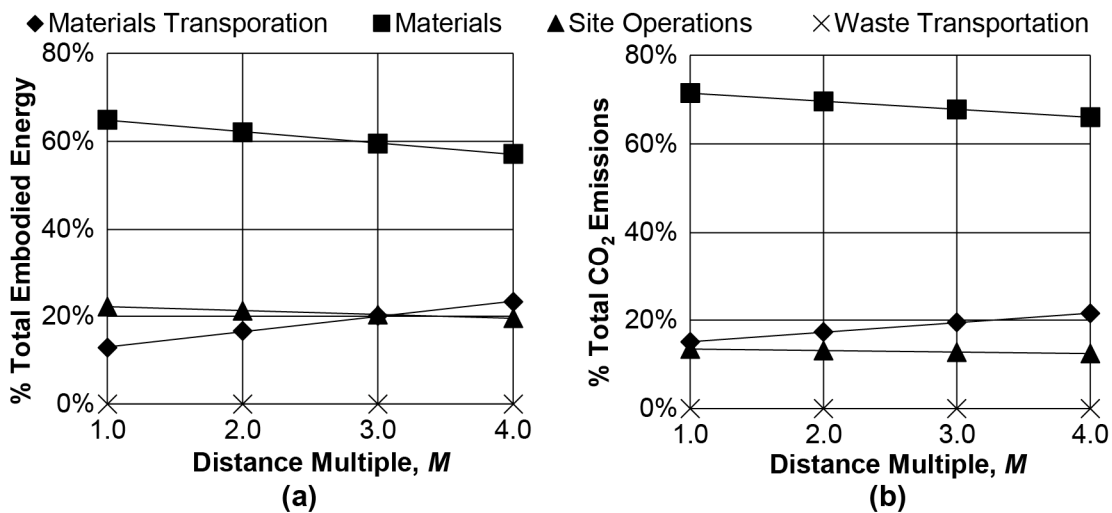 Materials Transporation Materials Site Operations Waste Transportation
% Total Embodied Energy
80%
60%
40%
20%
0%
1.0 2.0 3.0 4.0
Distance Multiple, M
(a)
% Total CO2 Emissions
80%
60%
40%
20%
0%
1.0 2.0 3.0 4.0
Distance Multiple, M
(b)